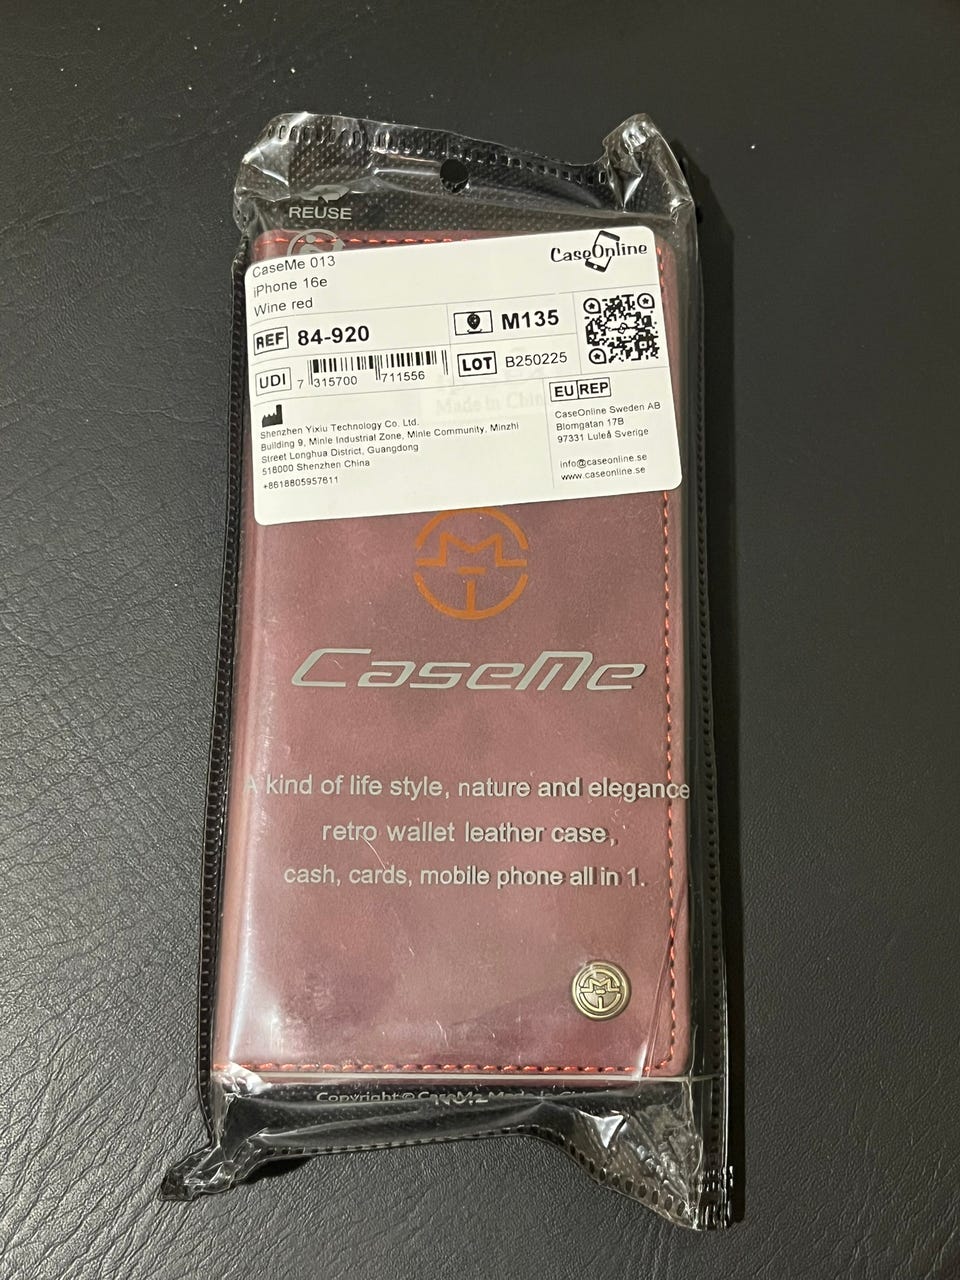 REUSE
CaseMe 013
iPhone 16e
Wine red
CaseOnline
REF 84-920
M135
UDI 7 315700 711556
LOT B250225
Made in China
EU REP
Shenzhen Yixiu Technology Co. Ltd.
Building 9, Minle Industrial Zone, Minle Community, Minzhi
Street Longhua District, Guangdong
518000 Shenzhen China
+8618805957611
CaseOnline Sweden AB
Blomgatan 17B
97331 Luleå Sverige
info@caseonline.se
www.caseonline.se
CaseMe
A kind of life style, nature and elegance
retro wallet leather case,
cash, cards, mobile phone all in 1.
Copyright © CaseMe Made in